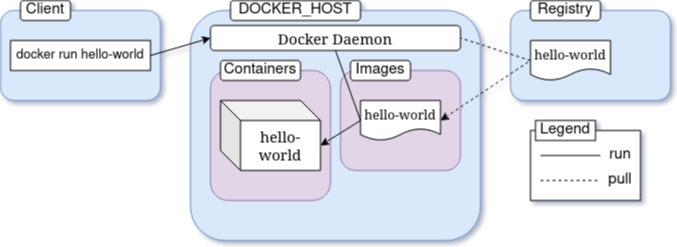 Client
docker run hello-world
DOCKER_HOST
Docker Daemon
Containers
hello-
world
Images
hello-world
Registry
hello-world
Legend
run
pull